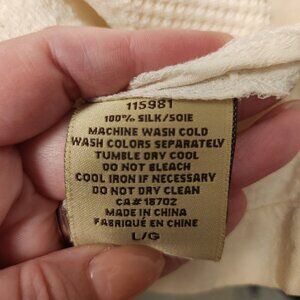 115981
100% SILK/SOIE
MACHINE WASH COLD
WASH COLORS SEPARATELY
TUMBLE DRY COOL
DO NOT BLEACH
COOL IRON IF NECESSARY
DO NOT DRY CLEAN
CA# 18702
MADE IN CHINA
FABRIQUÉ EN CHINE
L/G